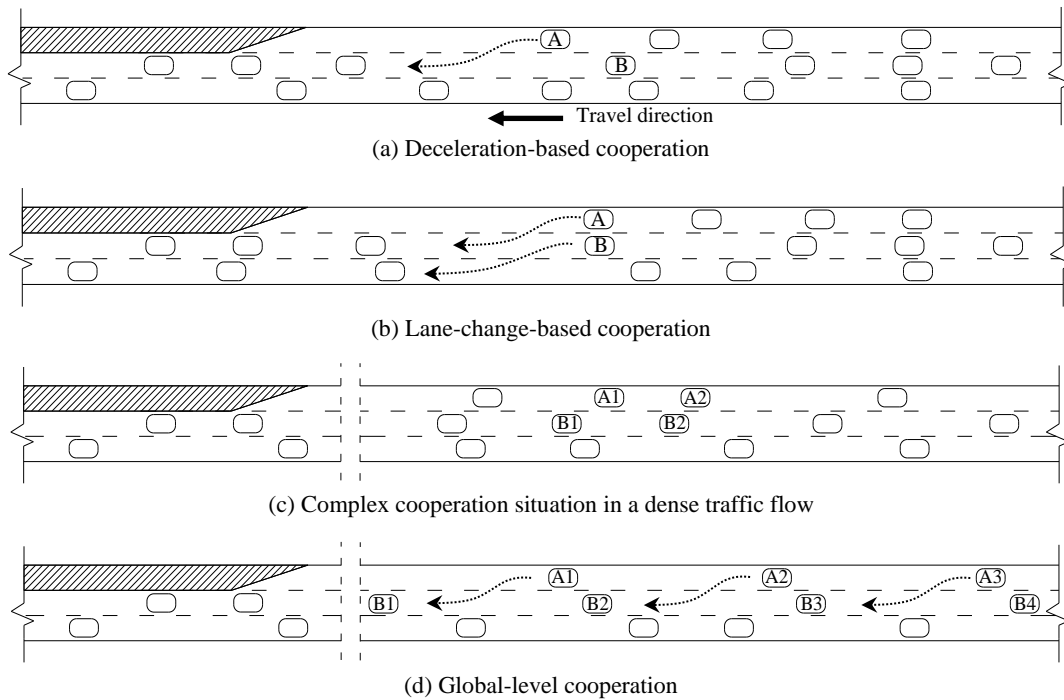 A
B
Travel direction
(a) Deceleration-based cooperation
A
B
(b) Lane-change-based cooperation
A1 A2
B1 B2
(c) Complex cooperation situation in a dense traffic flow
A1 A2 A3
B1 B2 B3 B4
(d) Global-level cooperation